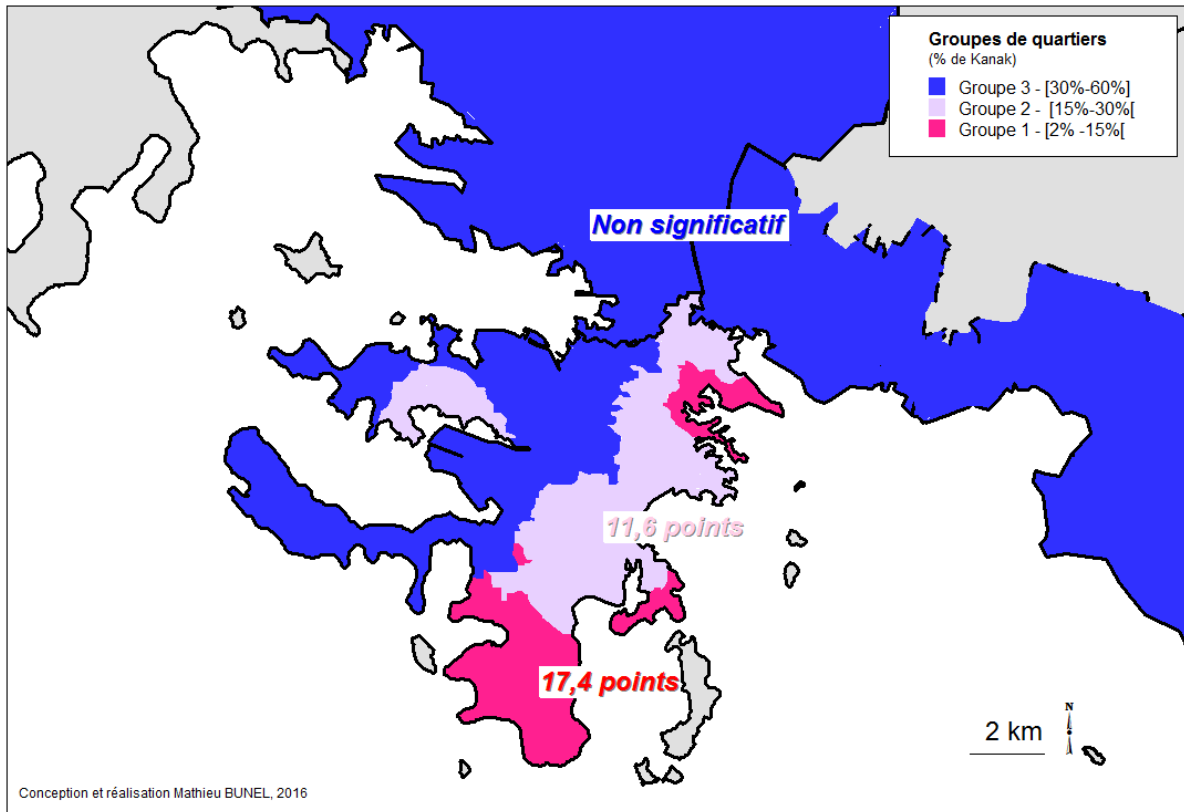 Groupes de quartiers
(% de Kanak)
Groupe 3 - [30%-60%]
Groupe 2 - [15%-30%[
Groupe 1 - [2% -15%[
Non significatif
11,6 points
17,4 points
N
2 km
Conception et réalisation Mathieu BUNEL, 2016